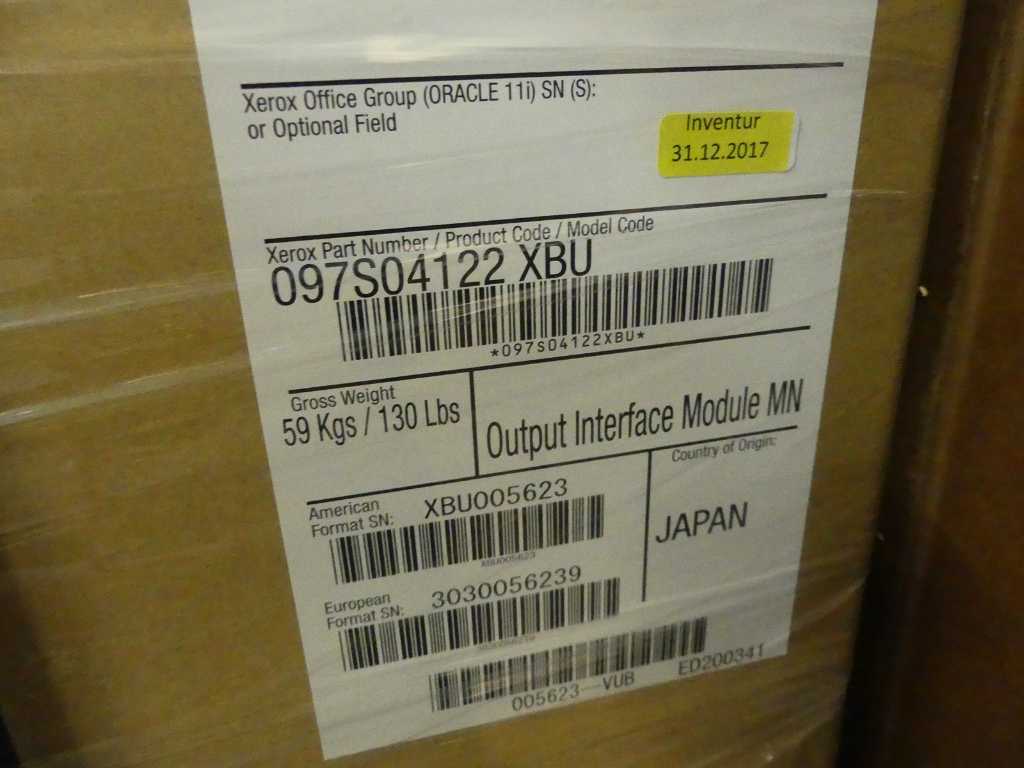 Xerox Office Group (ORACLE 11i) SN (S):
or Optional Field
Inventur
31.12.2017
Xerox Part Number / Product Code / Model Code
097S04122 XBU
*097S04122XBU*
Gross Weight
59 Kgs / 130 Lbs
Output Interface Module MN
Country of Origin:
JAPAN
American
Format SN:
XBU005623
XBU005623
European
Format SN:
3030056239
3030056239
005623-VUB
ED200341